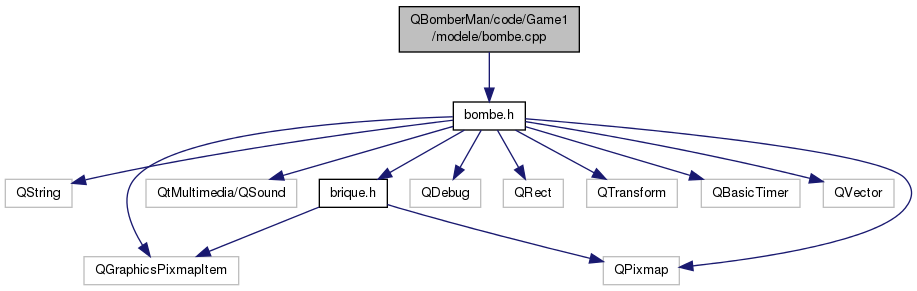 QBomberMan/code/Game1
/modele/bombe.cpp
bombe.h
QString
QtMultimedia/QSound
brique.h
QDebug
QRect
QTransform
QBasicTimer
QVector
QGraphicsPixmapItem
QPixmap